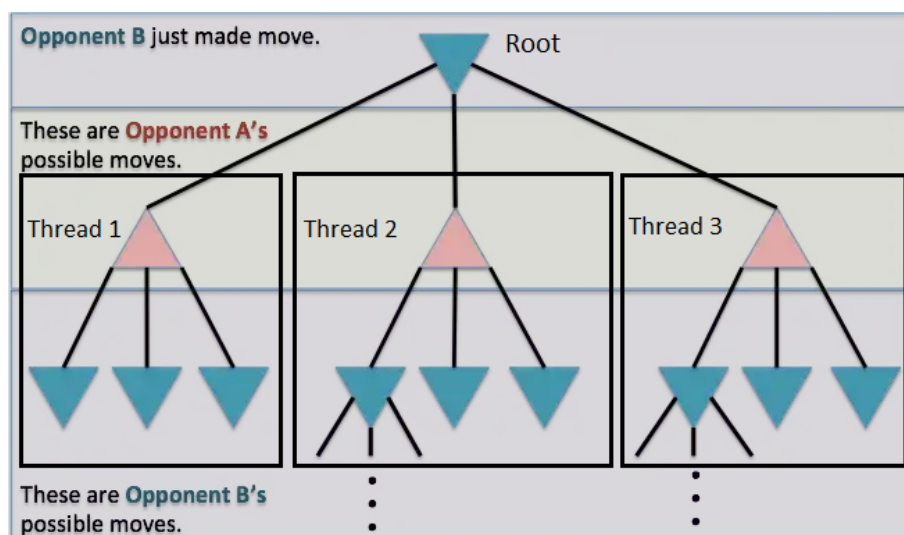 Opponent B just made move.
Root
These are Opponent A's
possible moves.
Thread 1
Thread 2
Thread 3
These are Opponent B's
possible moves.